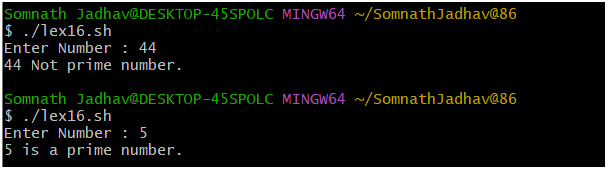 Somnath Jadhav@DESKTOP-45SPOLC MINGW64 ~/SomnathJadhav@86
$ ./lex16.sh
Enter Number : 44
44 Not prime number.
Somnath Jadhav@DESKTOP-45SPOLC MINGW64 ~/SomnathJadhav@86
$ ./lex16.sh
Enter Number : 5
5 is a prime number.